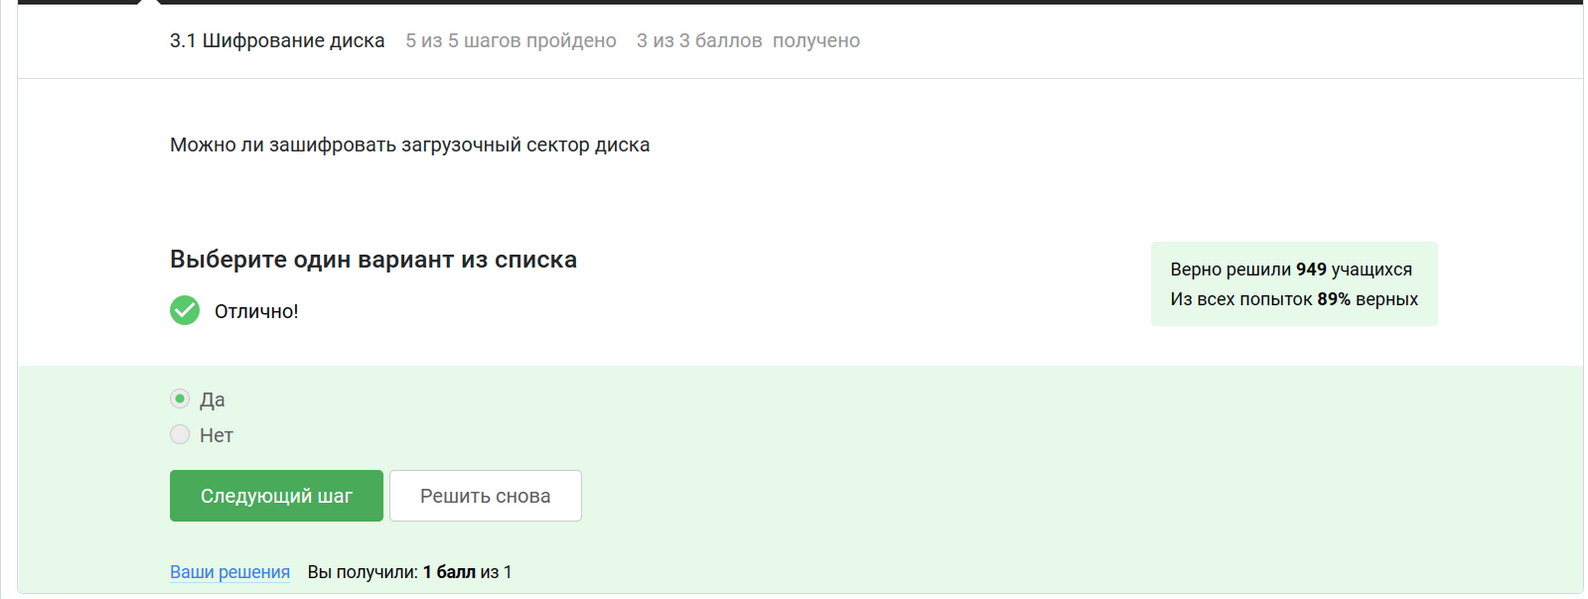 3.1 Шифрование диска 5 из 5 шагов пройдено 3 из 3 баллов получено
Можно ли зашифровать загрузочный сектор диска
Выберите один вариант из списка
Отлично!
Верно решили 949 учащихся
Из всех попыток 89% верных
Да
Нет
Следующий шаг Решить снова
Ваши решения Вы получили: 1 балл из 1